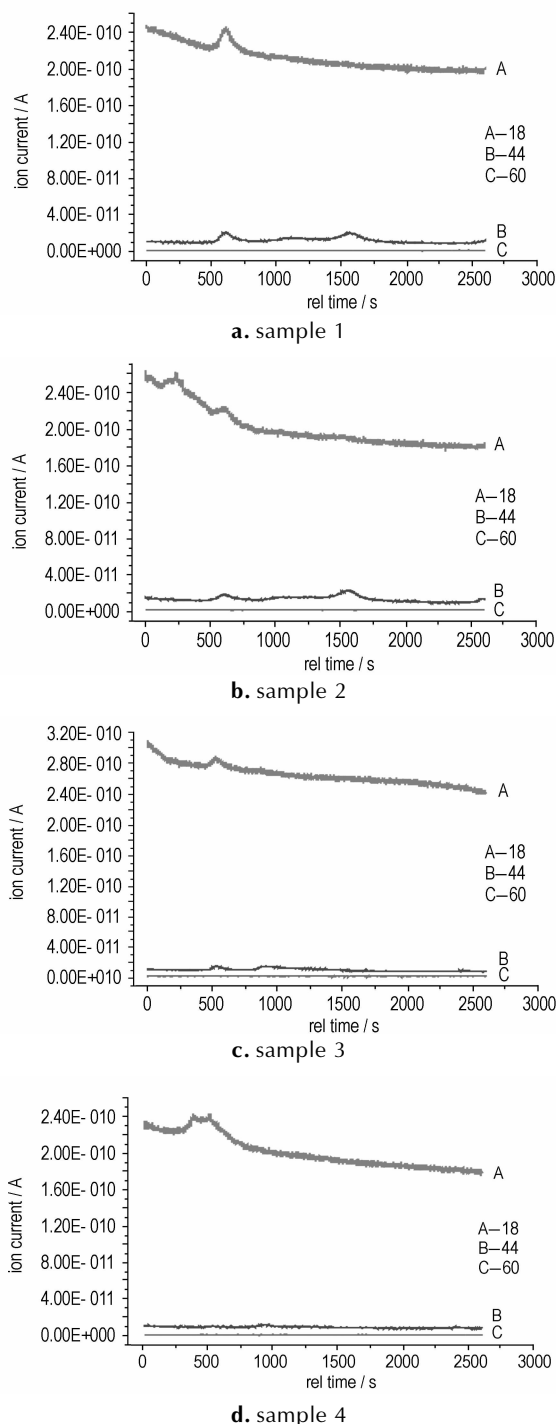 2.40E- 010
2.00E- 010
1.60E- 010
1.20E- 010
8.00E- 011
4.00E- 011
0.00E+000
ion current / A
A
A–18
B–44
C–60
B
C
0 500 1000 1500 2000 2500 3000
rel time / s
a. sample 1
2.40E- 010
2.00E- 010
1.60E- 010
1.20E- 010
8.00E- 011
4.00E- 011
0.00E+000
ion current / A
A
A–18
B–44
C–60
B
C
0 500 1000 1500 2000 2500 3000
rel time / s
b. sample 2
3.20E- 010
2.80E- 010
2.40E- 010
2.00E- 010
1.60E- 010
1.20E- 010
8.00E- 011
4.00E- 011
0.00E+010
ion current / A
A
A–18
B–44
C–60
B
C
0 500 1000 1500 2000 2500 3000
rel time / s
c. sample 3
2.40E- 010
2.00E- 010
1.60E- 010
1.20E- 010
8.00E- 011
4.00E- 011
0.00E+000
ion current / A
A
A–18
B–44
C–60
B
C
0 500 1000 1500 2000 2500 3000
rel time / s
d. sample 4